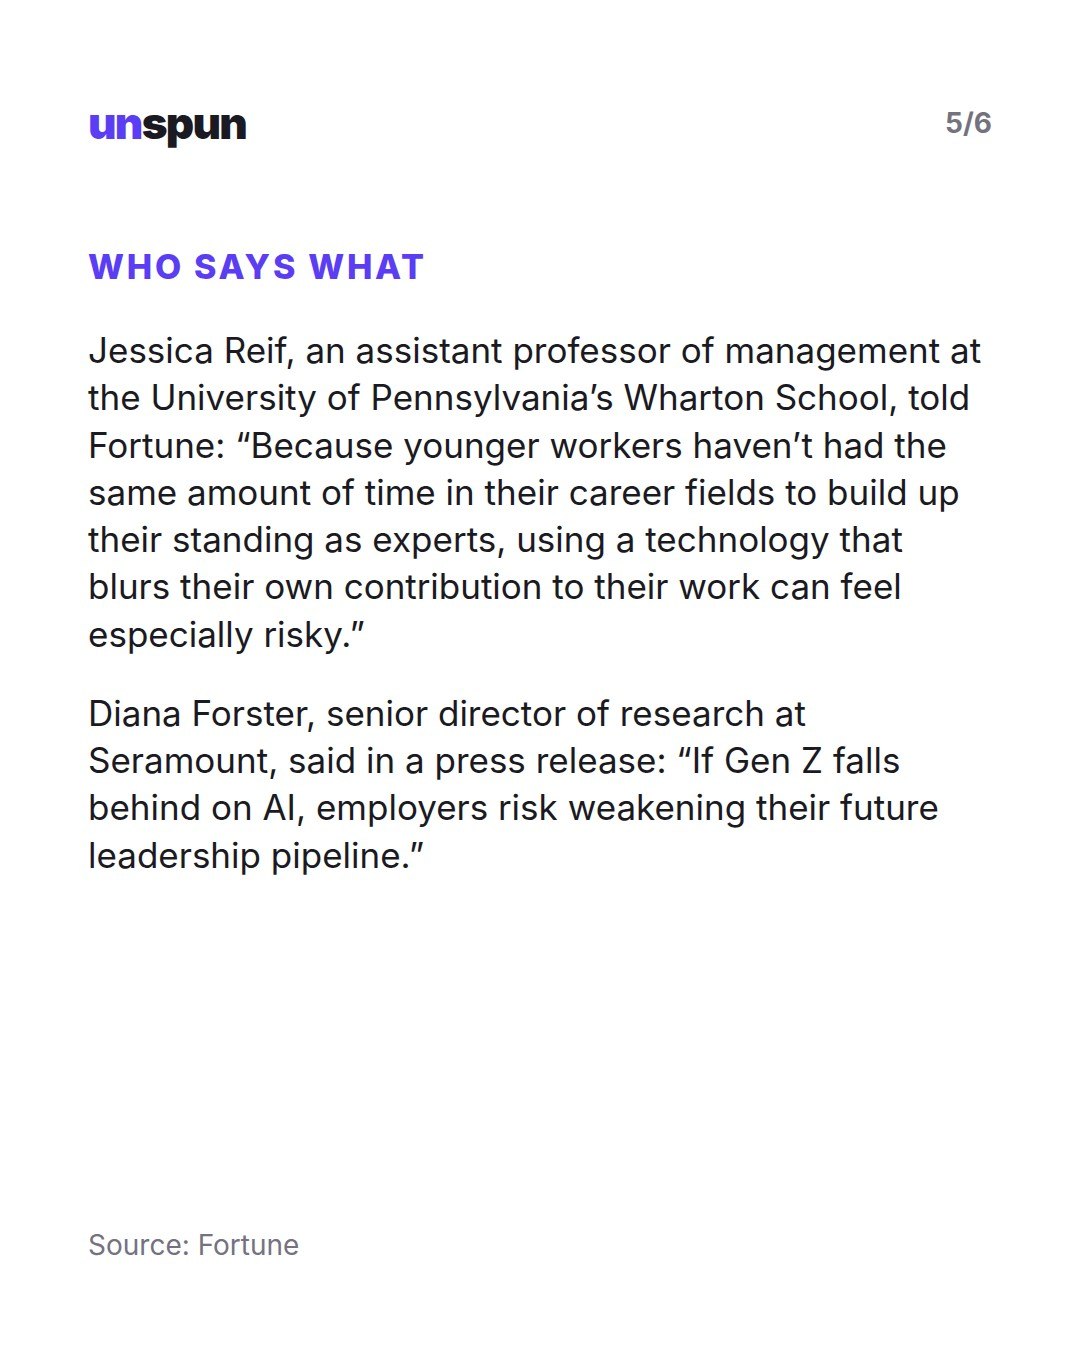 unspun
5/6
WHO SAYS WHAT
Jessica Reif, an assistant professor of management at
the University of Pennsylvania’s Wharton School, told
Fortune: “Because younger workers haven’t had the
same amount of time in their career fields to build up
their standing as experts, using a technology that
blurs their own contribution to their work can feel
especially risky.”
Diana Forster, senior director of research at
Seramount, said in a press release: “If Gen Z falls
behind on AI, employers risk weakening their future
leadership pipeline.”
Source: Fortune